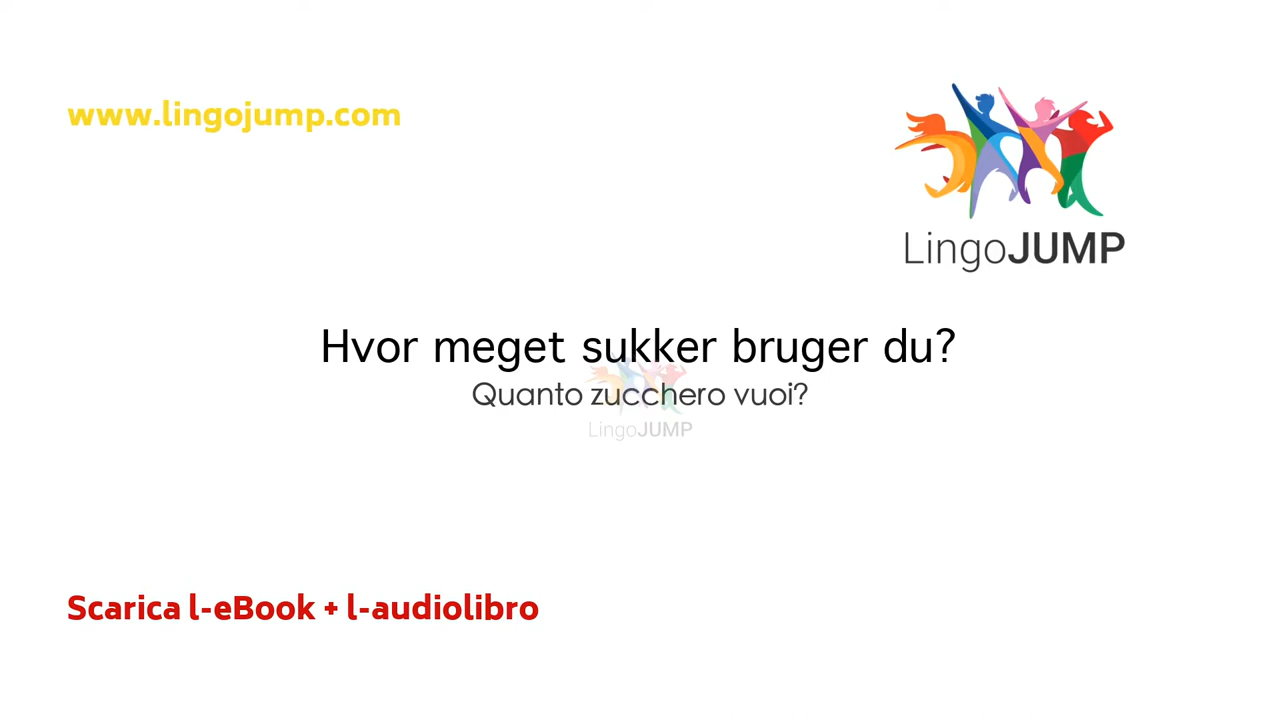 www.lingojump.com
LingoJUMP
Hvor meget sukker bruger du?
Quanto zucchero vuoi?
LingoJUMP
Scarica l-eBook + l-audiolibro